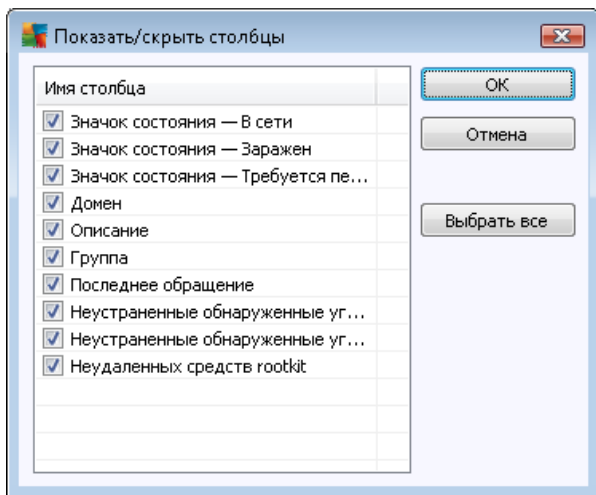 Показать/скрыть столбцы
Имя столбца
Значок состояния — В сети
Значок состояния — Заражен
Значок состояния — Требуется пе...
Домен
Описание
Группа
Последнее обращение
Неустраненные обнаруженные уг...
Неустраненные обнаруженные уг...
Неудаленных средств rootkit
ОК
Отмена
Выбрать все